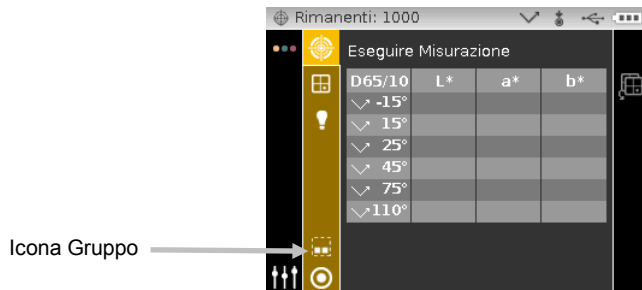 Rimanenti: 1000
Eseguire Misurazione
D65/10 L* a* b*
-15°
15°
25°
45°
75°
110°
Icona Gruppo